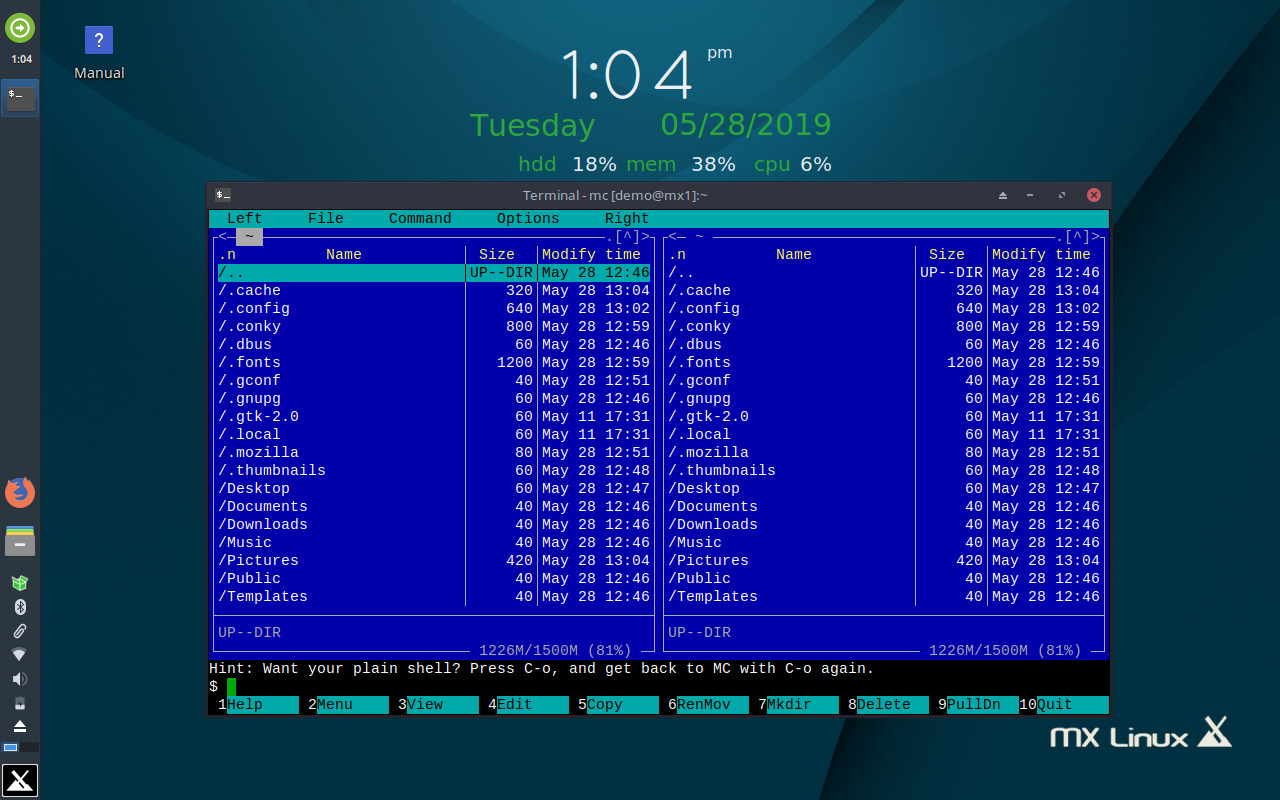 1:04
$_
?
Manual
1:04 pm
Tuesday 05/28/2019
hdd 18% mem 38% cpu 6%
$_ Terminal - mc [demo@mx1]:~
Left File Command Options Right
<─ ~ ─.[^]> <─ ~ ─.[^]>
.n Name Size Modify time .n Name Size Modify time
/.. UP--DIR May 28 12:46 /.. UP--DIR May 28 12:46
/.cache 320 May 28 13:04 /.cache 320 May 28 13:04
/.config 640 May 28 13:02 /.config 640 May 28 13:02
/.conky 800 May 28 12:59 /.conky 800 May 28 12:59
/.dbus 60 May 28 12:46 /.dbus 60 May 28 12:46
/.fonts 1200 May 28 12:59 /.fonts 1200 May 28 12:59
/.gconf 40 May 28 12:51 /.gconf 40 May 28 12:51
/.gnupg 60 May 28 12:46 /.gnupg 60 May 28 12:46
/.gtk-2.0 60 May 11 17:31 /.gtk-2.0 60 May 11 17:31
/.local 60 May 11 17:31 /.local 60 May 11 17:31
/.mozilla 80 May 28 12:51 /.mozilla 80 May 28 12:51
/.thumbnails 60 May 28 12:48 /.thumbnails 60 May 28 12:48
/Desktop 60 May 28 12:47 /Desktop 60 May 28 12:47
/Documents 40 May 28 12:46 /Documents 40 May 28 12:46
/Downloads 40 May 28 12:46 /Downloads 40 May 28 12:46
/Music 40 May 28 12:46 /Music 40 May 28 12:46
/Pictures 420 May 28 13:04 /Pictures 420 May 28 13:04
/Public 40 May 28 12:46 /Public 40 May 28 12:46
/Templates 40 May 28 12:46 /Templates 40 May 28 12:46
UP--DIR UP--DIR
1226M/1500M (81%) 1226M/1500M (81%)
Hint: Want your plain shell? Press C-o, and get back to MC with C-o again.
$
1Help 2Menu 3View 4Edit 5Copy 6RenMov 7Mkdir 8Delete 9PullDn 10Quit
MX Linux